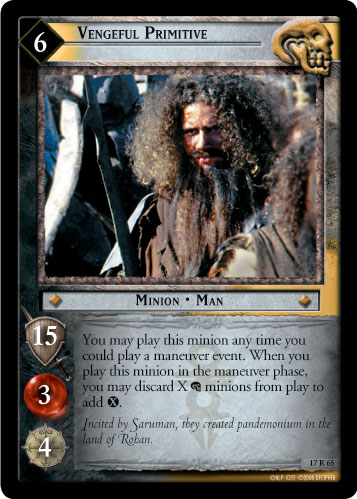 6
Vengeful Primitive
Minion • Man
15
3
4
You may play this minion any time you
could play a maneuver event. When you
play this minion in the maneuver phase,
you may discard X minions from play to
add X.
Incited by Saruman, they created pandemonium in the
land of Rohan.
17 R 65